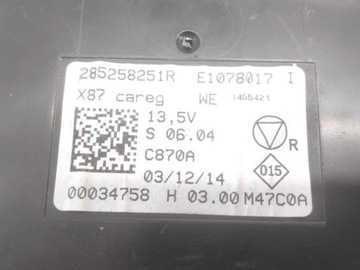 285258251R E1078017 I
X87 careg WE 1455421
13,5V
S 06.04
R
C870A
015
03/12/14
00034758 H 03.00 M47C0A